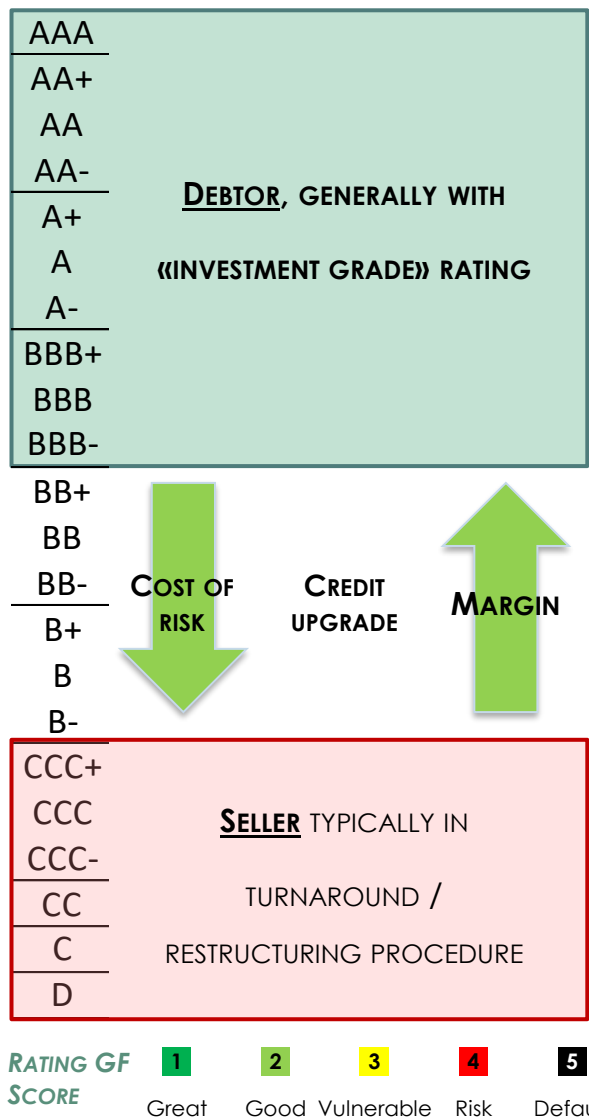 AAA
AA+
AA
AA-
DEBTOR, GENERALLY WITH
A+
A
«INVESTMENT GRADE» RATING
A-
BBB+
BBB
BBB-
BB+
BB
BB-
COST OF
RISK
CREDIT
UPGRADE
MARGIN
B+
B
B-
CCC+
CCC
SELLER TYPICALLY IN
CCC-
TURNAROUND /
CC
C
RESTRUCTURING PROCEDURE
D
RATING GF
SCORE
1 2 3 4 5
Great Good Vulnerable Risk Defau